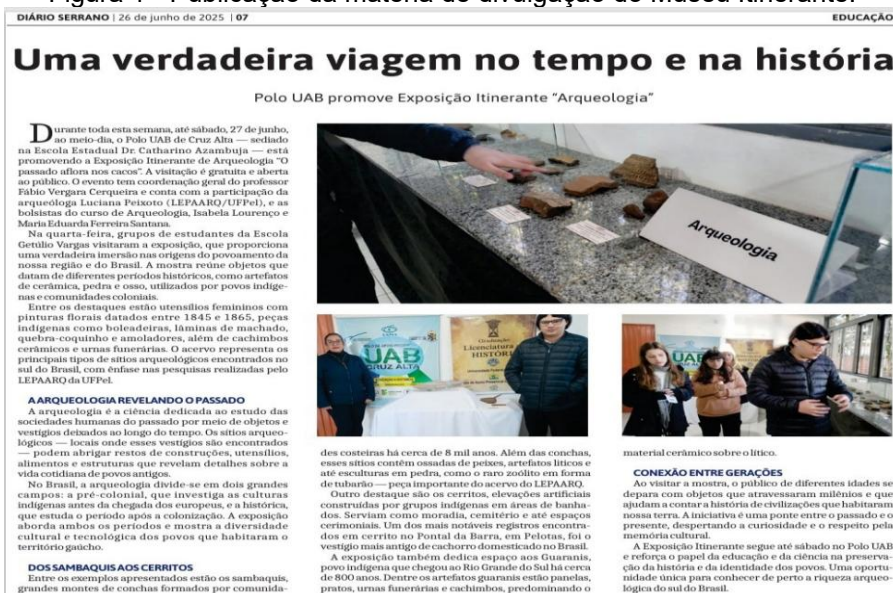 Figura 1 - Publicação da matéria de divulgação do Museu Itinerante.
DIÁRIO SERRANO | 26 de junho de 2025 | 07
EDUCAÇÃO
Uma verdadeira viagem no tempo e na história
Polo UAB promove Exposição Itinerante "Arqueologia"
Durante toda esta semana, até sábado, 27 de junho,
ao meio-dia, o Polo UAB de Cruz Alta — sediado
na Escola Estadual Dr. Catharino Azambuja — está
promovendo a Exposição Itinerante de Arqueologia "O
passado aflora nos cacos". A visitação é gratuita e aberta
ao público. O evento tem coordenação geral do professor
Fábio Vergara Cerqueira e conta com a participação da
arqueóloga Luciana Peixoto (LEPAARQ/UFPel), e as
bolsistas do curso de Arqueologia, Isabela Lourenço e
Maria Eduarda Ferreira Santana.
Na quarta-feira, grupos de estudantes da Escola
Getúlio Vargas visitaram a exposição, que proporciona
uma verdadeira imersão nas origens do povoamento da
nossa região e do Brasil. A mostra reúne objetos que
datam de diferentes períodos históricos, como artefatos
de cerâmica, pedra e osso, utilizados por povos indíge-
nas e comunidades coloniais.
Entre os destaques estão utensílios femininos com
pinturas florais datados entre 1845 e 1865, peças
indígenas como boleadeiras, lâminas de machado,
quebra-coquinho e amoladores, além de cachimbos
cerâmicos e urnas funerárias. O acervo representa os
principais tipos de sítios arqueológicos encontrados no
sul do Brasil, com ênfase nas pesquisas realizadas pelo
LEPAARQ da UFPel.
A ARQUEOLOGIA REVELANDO O PASSADO
A arqueologia é a ciência dedicada ao estudo das
sociedades humanas do passado por meio de objetos e
vestígios deixados ao longo do tempo. Os sítios arqueo-
lógicos — locais onde esses vestígios são encontrados
— podem abrigar restos de construções, utensílios,
alimentos e estruturas que revelam detalhes sobre a
vida cotidiana de povos antigos.
No Brasil, a arqueologia divide-se em dois grandes
campos: a pré-colonial, que investiga as culturas
indígenas antes da chegada dos europeus, e a histórica,
que estuda o período após a colonização. A exposição
aborda ambos os períodos e mostra a diversidade
cultural e tecnológica dos povos que habitaram o
território gaúcho.
DOS SAMBAQUIS AOS CERRITOS
Entre os exemplos apresentados estão os sambaquis,
grandes montes de conchas formados por comunida-
Arqueologia
UAB
CRUZ ALTA
Graduação
Licenciatura
HISTÓRIA
UAB
des costeiras há cerca de 8 mil anos. Além das conchas,
esses sítios contêm ossadas de peixes, artefatos líticos e
até esculturas em pedra, como o raro zoólito em forma
de tubarão — peça importante do acervo do LEPAARQ.
Outro destaque são os cerritos, elevações artificiais
construídas por grupos indígenas em áreas de banha-
dos. Serviam como moradia, cemitério e até espaços
cerimoniais. Um dos mais notáveis registros encontra-
dos em cerrito no Pontal da Barra, em Pelotas, foi o
vestígio mais antigo de cachorro domesticado no Brasil.
A exposição também dedica espaço aos Guaranis,
povo indígena que chegou ao Rio Grande do Sul há cerca
de 800 anos. Dentre os artefatos guaranis estão panelas,
pratos, urnas funerárias e cachimbos, predominando o
material cerâmico sobre o lítico.
CONEXÃO ENTRE GERAÇÕES
Ao visitar a mostra, o público de diferentes idades se
depara com objetos que atravessaram milênios e que
ajudam a contar a história de civilizações que habitaram
nossa terra. A iniciativa é uma ponte entre o passado e o
presente, despertando a curiosidade e o respeito pela
memória cultural.
A Exposição Itinerante segue até sábado no Polo UAB
e reforça o papel da educação e da ciência na preserva-
ção da história e da identidade dos povos. Uma oportu-
nidade única para conhecer de perto a riqueza arqueo-
lógica do sul do Brasil.